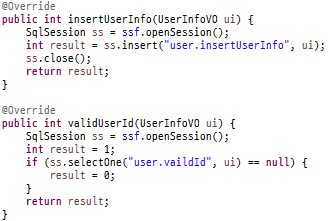 @Override
public int insertUserInfo(UserInfoVO ui) {
    SqlSession ss = ssf.openSession();
    int result = ss.insert("user.insertUserInfo", ui);
    ss.close();
    return result;
}

@Override
public int validUserId(UserInfoVO ui) {
    SqlSession ss = ssf.openSession();
    int result = 1;
    if (ss.selectOne("user.vaildId", ui) == null) {
        result = 0;
    }
    return result;
}